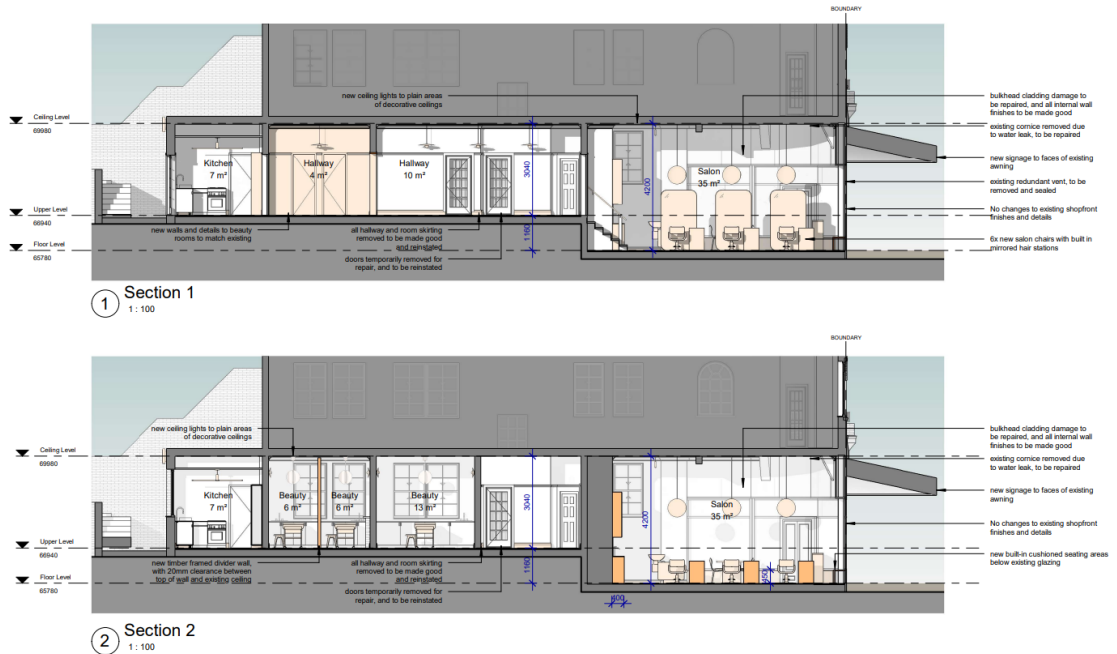 BOUNDARY
new ceiling lights to plain areas
of decorative ceilings
bulkhead cladding damage to
be repaired, and all internal wall
finishes to be made good
existing cornice removed due
to water leak, to be repaired
Ceiling Level
69980
Kitchen
7 m²
Hallway
4 m²
Hallway
10 m²
3040
4200
Salon
35 m²
new signage to faces of existing
awning
existing redundant vent, to be
removed and sealed
Upper Level
66940
No changes to existing shopfront
finishes and details
new walls and details to beauty
rooms to match existing
all hallway and room skirting
removed to be made good
and reinstated
1160
doors temporarily removed for
repair, and to be reinstated
6x new salon chairs with built in
mirrored hair stations
Floor Level
65780
1
Section 1
1 : 100
BOUNDARY
new ceiling lights to plain areas
of decorative ceilings
bulkhead cladding damage to
be repaired, and all internal wall
finishes to be made good
existing cornice removed due
to water leak, to be repaired
Ceiling Level
69980
Kitchen
7 m²
Beauty
6 m²
Beauty
6 m²
Beauty
13 m²
3040
4200
Salon
35 m²
new signage to faces of existing
awning
No changes to existing shopfront
finishes and details
Upper Level
66940
new timber framed divider wall,
with 20mm clearance between
top of wall and existing ceiling
all hallway and room skirting
removed to be made good
and reinstated
1160
doors temporarily removed for
repair, and to be reinstated
450
new built-in cushioned seating areas
below existing glazing
Floor Level
65780
400
2
Section 2
1 : 100